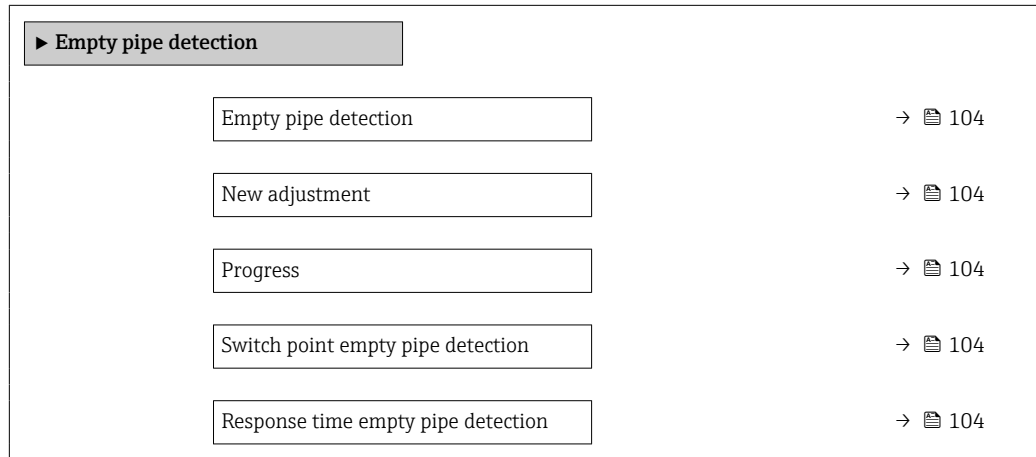 ► Empty pipe detection
Empty pipe detection → 104
New adjustment → 104
Progress → 104
Switch point empty pipe detection → 104
Response time empty pipe detection → 104